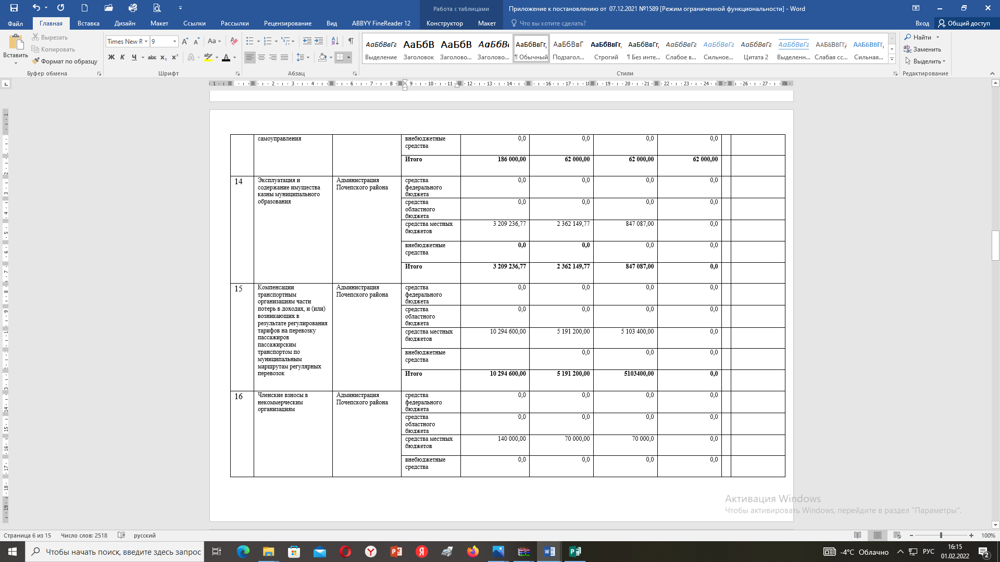 Работа с таблицами
Приложение к постановлению от 07.12.2021 №1589 [Режим ограниченной функциональности] - Word
Файл Главная Вставка Дизайн Макет Ссылки Рассылки Рецензирование Вид ABBYY FineReader 12 Конструктор Макет Что вы хотите сделать? Вход Общий доступ
Вставить
Вырезать
Копировать
Формат по образцу
Буфер обмена
Times New R 9
Ж К Ч abc x₂ x²
Шрифт
Абзац
АаБбВвГг АаБбВ АаБбВ АаБбВ АаБбВвГг, АаБбВвГ АаБбВвГг, АаБбВвГг, АаБбВвГг АаБбВвГг АаБбВвГг АаБбВвГг АаБбВвГг АаБбВвГг,
Выделение Заголовок Заголово... Заголово... ¶ Обычный Подзагол... Строгий ¶ Без инте... Слабое в... Сильное... Цитата 2 Выделенн... Слабая сс... Сильная...
Стили
Найти
Заменить
Выделить
Редактирование
самоуправления внебюджетные средства 0,0 0,0 0,0 0,0
Итого 186 000,00 62 000,00 62 000,00 62 000,00
14
Эксплуатация и
содержание имущества
казны муниципального
образования
Администрация
Почепского района
средства
федерального
бюджета
0,0 0,0 0,0 0,0
средства
областного
бюджета
0,0 0,0 0,0 0,0
средства местных
бюджетов
3 209 236,77 2 362 149,77 847 087,00 0,0
внебюджетные
средства
0,0 0,0 0,0 0,0
Итого 3 209 236,77 2 362 149,77 847 087,00 0,0
15
Компенсации
транспортным
организациям части
потерь в доходах, и (или)
возникающих в
результате регулирования
тарифов на перевозку
пассажиров
пассажирским
транспортом по
муниципальным
маршрутам регулярных
перевозок
Администрация
Почепского района
средства
федерального
бюджета
0,0 0,0 0,0 0,0
средства
областного
бюджета
0,0 0,0 0,0 0,0
средства местных
бюджетов
10 294 600,00 5 191 200,00 5 103 400,00 0,0
внебюджетные
средства
0,0 0,0 0,0
Итого 10 294 600,00 5 191 200,00 5103400,00 0,0
16
Членские взносы в
некоммерческим
организациям
Администрация
Почепского района
средства
федерального
бюджета
0,0 0,0 0,0 0,0
средства
областного
бюджета
0,0 0,0 0,0 0,0
средства местных
бюджетов
140 000,00 70 000,00 70 000,0 0,0
внебюджетные
средства
0,0 0,0 0,0 0,0
Активация Windows
Чтобы активировать Windows, перейдите в раздел "Параметры".
Страница 6 из 15 Число слов: 2518 русский 100%
Чтобы начать поиск, введите здесь запрос
-4°C Облачно РУС 16:15
01.02.2022
2